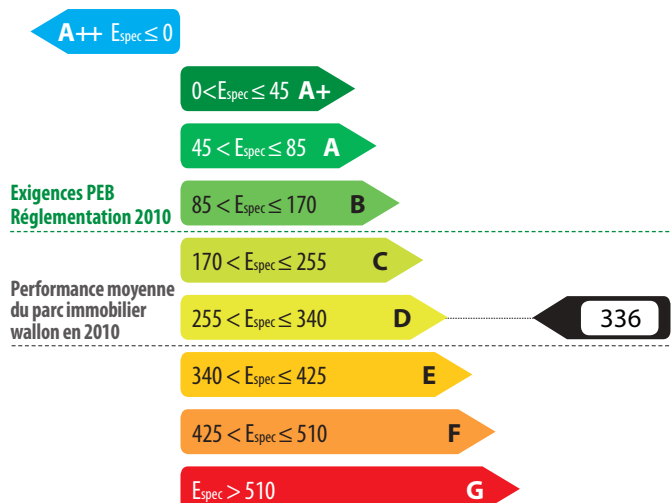 A++ Espec ≤ 0
0<Espec ≤ 45 A+
45 < Espec ≤ 85 A
Exigences PEB
Réglementation 2010
85 < Espec ≤ 170 B
170 < Espec ≤ 255 C
Performance moyenne
du parc immobilier
wallon en 2010
255 < Espec ≤ 340 D
336
340 < Espec ≤ 425 E
425 < Espec ≤ 510 F
Espec > 510 G